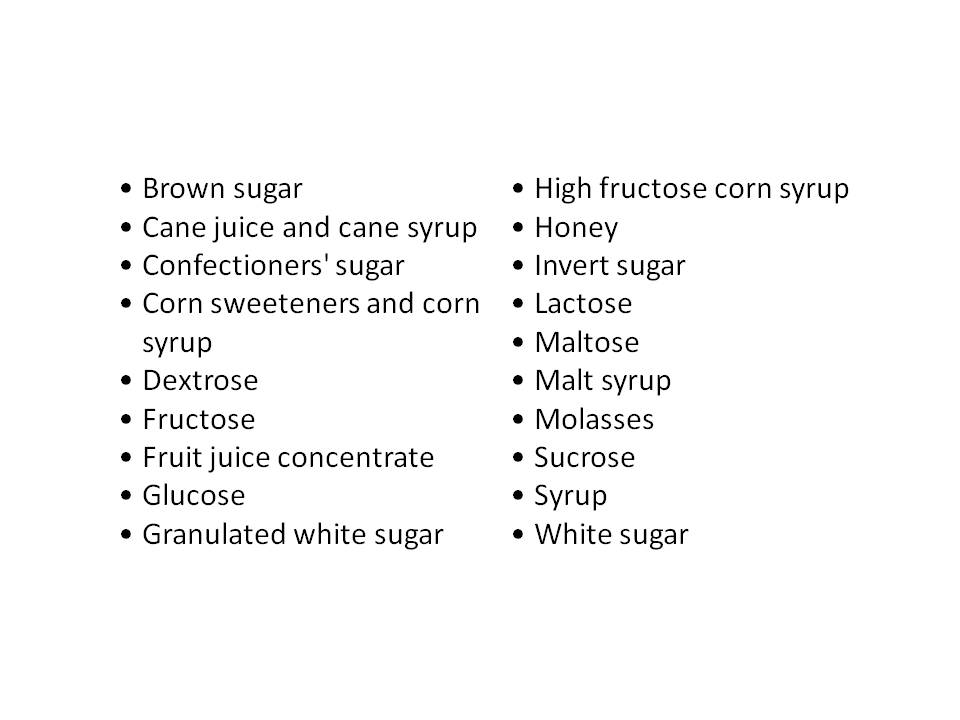 • Brown sugar
• Cane juice and cane syrup
• Confectioners' sugar
• Corn sweeteners and corn
syrup
• Dextrose
• Fructose
• Fruit juice concentrate
• Glucose
• Granulated white sugar
• High fructose corn syrup
• Honey
• Invert sugar
• Lactose
• Maltose
• Malt syrup
• Molasses
• Sucrose
• Syrup
• White sugar